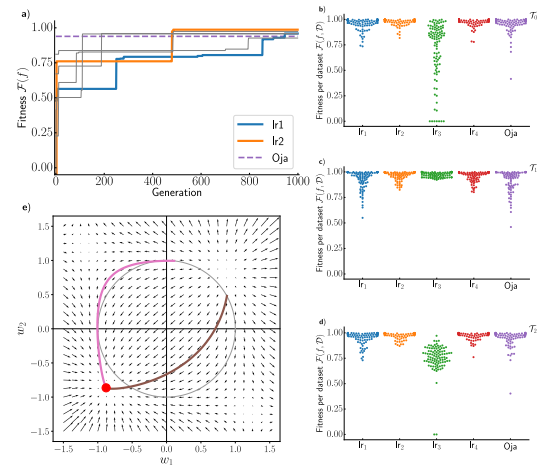 a)
Fitness F(f)
1.00
0.75
0.50
0.25
0.00
lr1
lr2
Oja
0 200 400 600 800 1000
Generation
b)
T₀
Fitness per dataset F(f, D)
1.00
0.75
0.50
0.25
0.00
lr₁ lr₂ lr₃ lr₄ Oja
c)
T₁
Fitness per dataset F(f, D)
1.00
0.75
0.50
0.25
0.00
lr₁ lr₂ lr₃ lr₄ Oja
d)
T₂
Fitness per dataset F(f, D)
1.00
0.75
0.50
0.25
0.00
lr₁ lr₂ lr₃ lr₄ Oja
e)
w₂
1.5
1.0
0.5
0.0
−0.5
−1.0
−1.5
−1.5 −1.0 −0.5 0.0 0.5 1.0 1.5
w₁